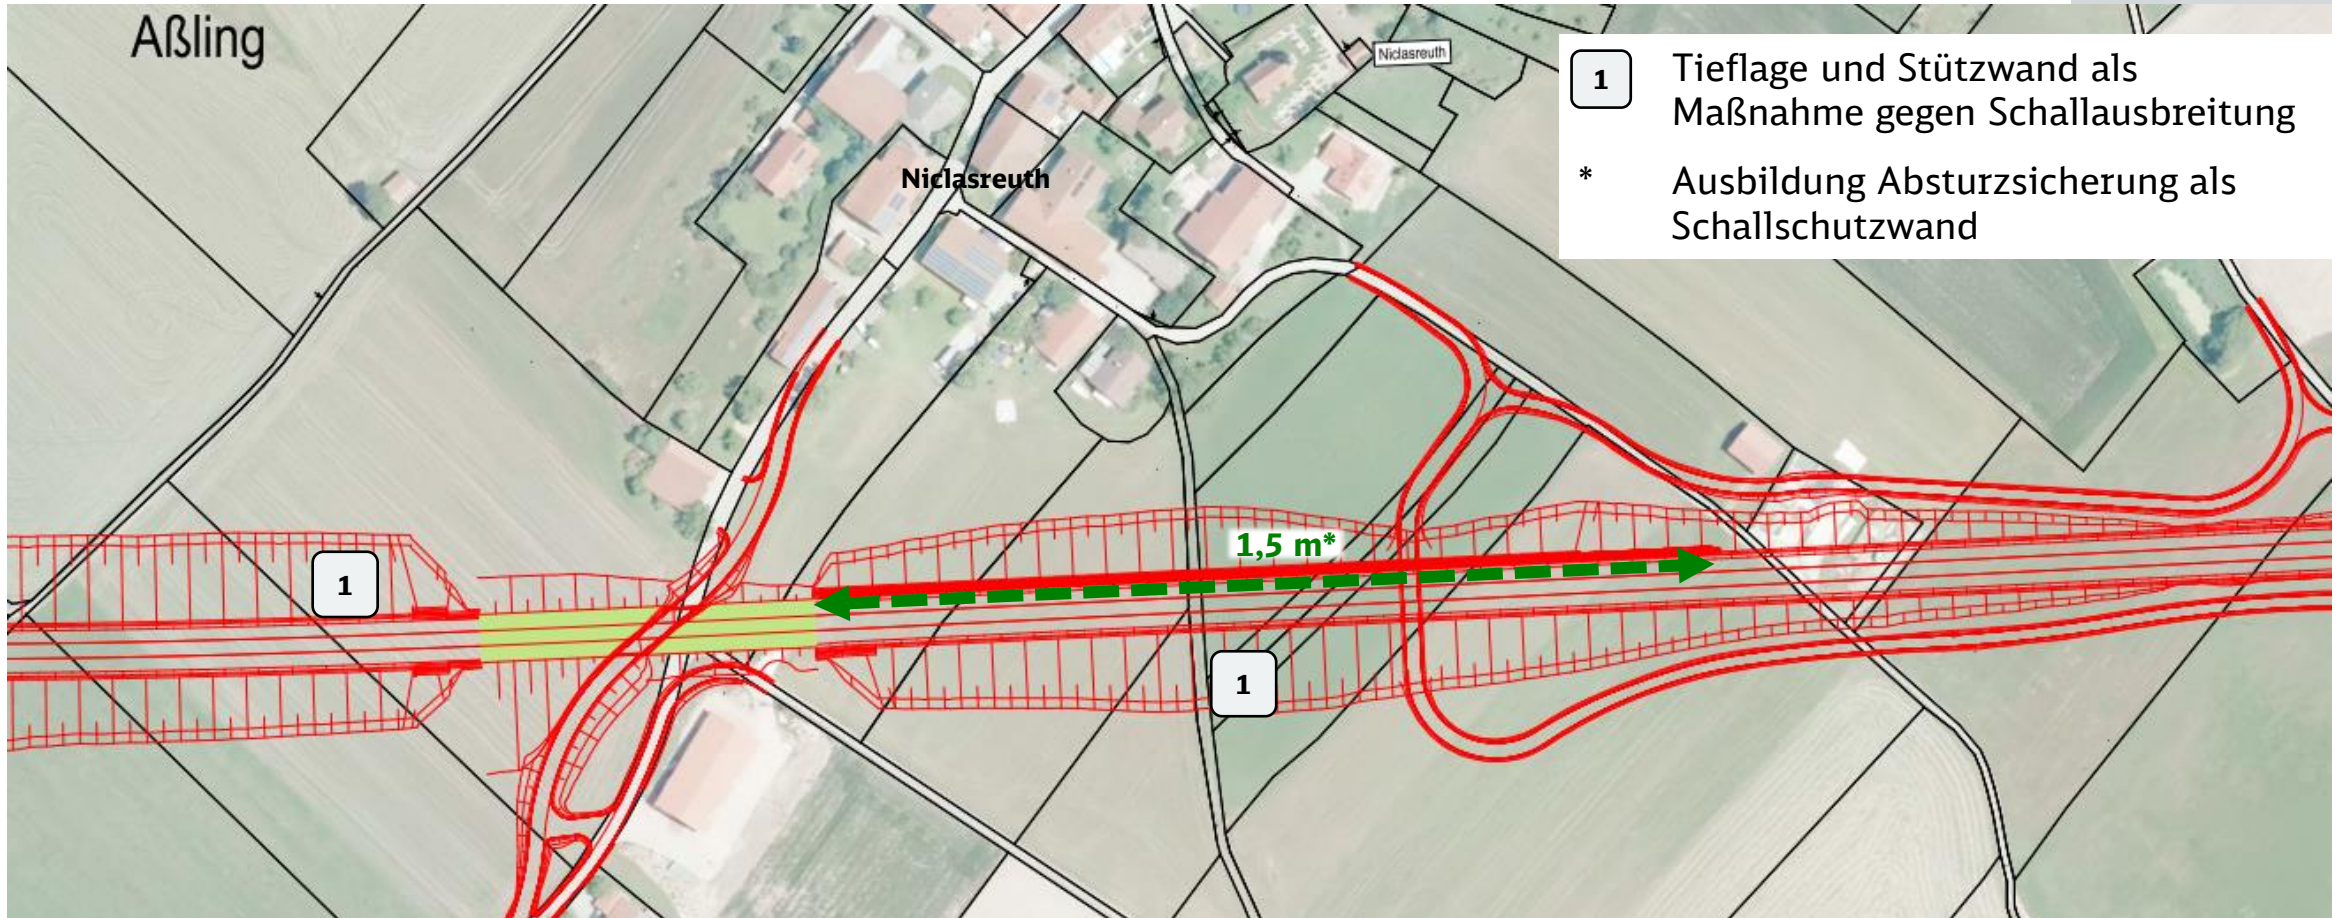 Aßling
Niclasreuth
1 Tieflage und Stützwand als
Maßnahme gegen Schallausbreitung
* Ausbildung Absturzsicherung als
Schallschutzwand
Niclasreuth
1,5 m*
1
1